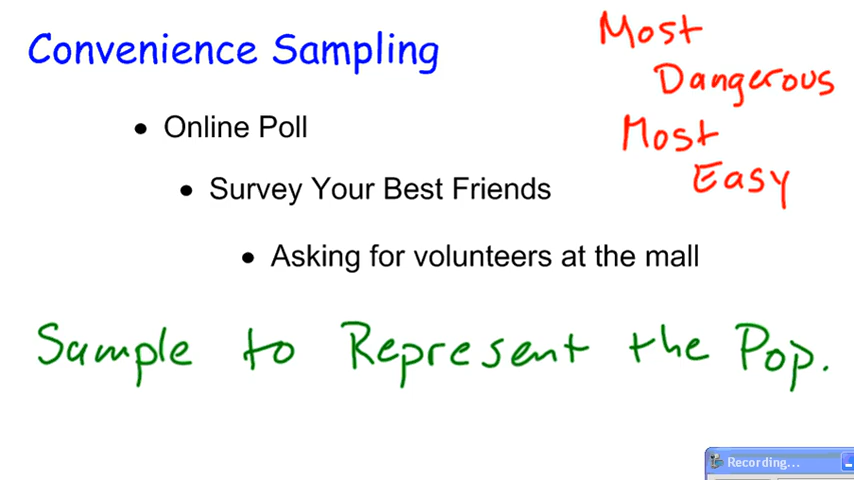 Convenience Sampling
Most
Dangerous
Most
Easy
● Online Poll
● Survey Your Best Friends
● Asking for volunteers at the mall
Sample to Represent the Pop.
Recording...